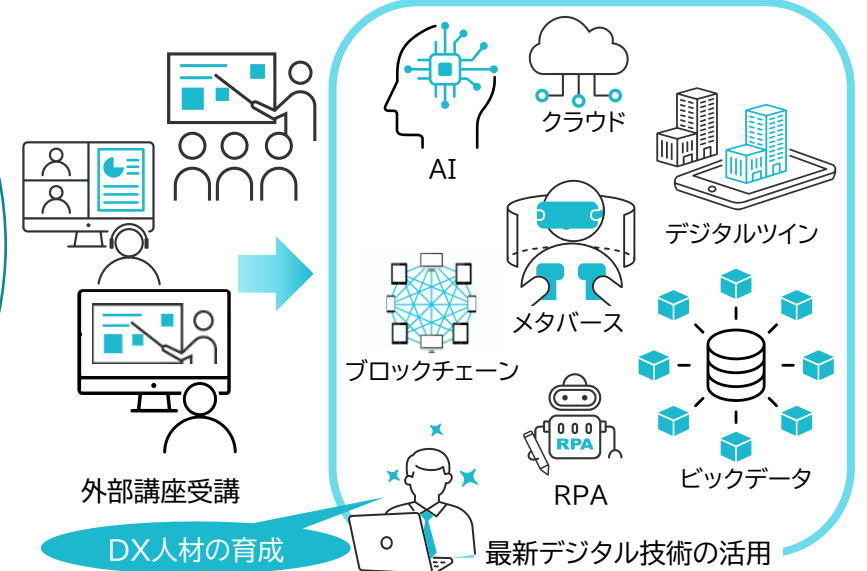 外部講座受講
DX人材の育成
AI
クラウド
デジタルツイン
メタバース
ブロックチェーン
RPA
RPA
ビックデータ
最新デジタル技術の活用